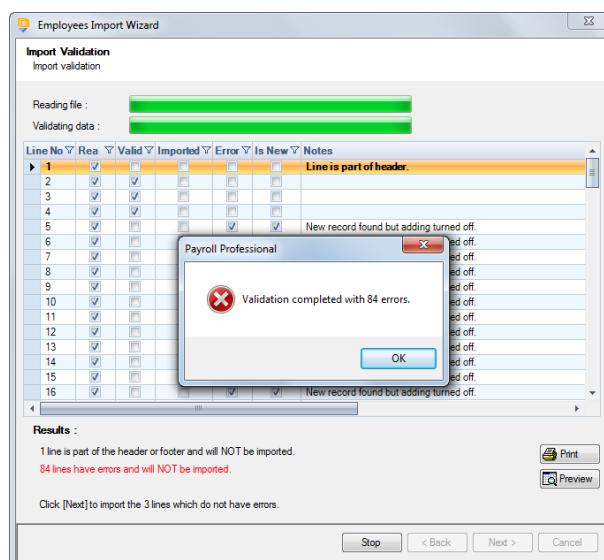 Employees Import Wizard
Import Validation
Import validation
Reading file :
Validating data :
Line No Rea Valid Imported Error Is New Notes
1 Line is part of header.
2
3
4
5 New record found but adding turned off.
6 ed off.
7 ed off.
8 ed off.
9 ed off.
10 ed off.
11 ed off.
12 ed off.
13 ed off.
14 ed off.
15 ed off.
16 New record found but adding turned off.
Payroll Professional
Validation completed with 84 errors.
OK
Results :
1 line is part of the header or footer and will NOT be imported.
84 lines have errors and will NOT be imported.
Click [Next] to import the 3 lines which do not have errors.
Print
Preview
Stop < Back Next > Cancel